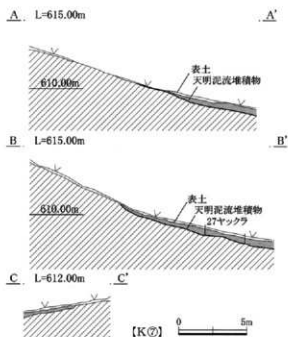 A L=615.00m A'
表土
天明泥流堆積物
610.00m
B L=615.00m B'
表土
天明泥流堆積物
27ヤックラ
610.00m
C L=612.00m C'
【K⑦】 0 5m